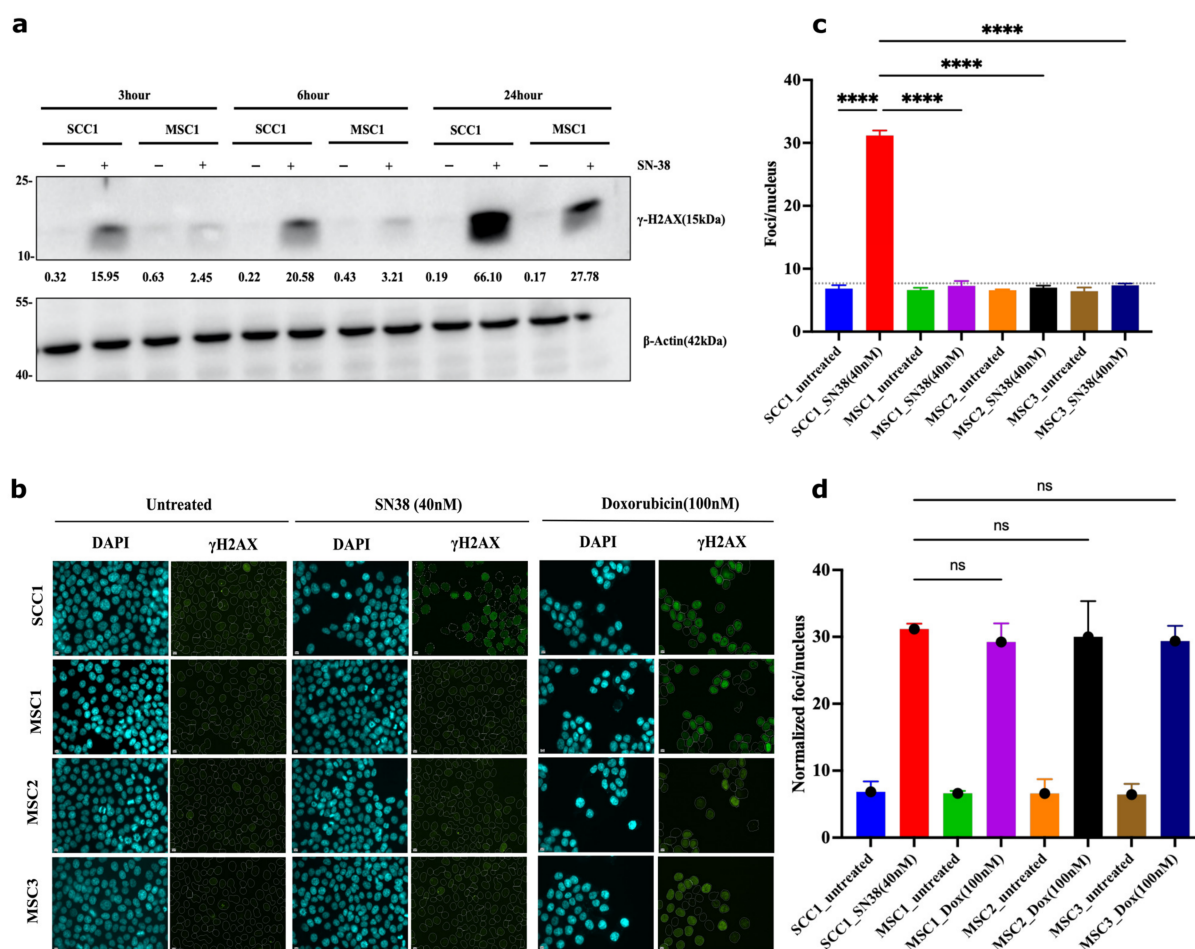 a
3hour 6hour 24hour
SCC1 MSC1 SCC1 MSC1 SCC1 MSC1
– + – + – + – + – + – + SN-38
25-
γ-H2AX(15kDa)
10-
0.32 15.95 0.63 2.45 0.22 20.58 0.43 3.21 0.19 66.10 0.17 27.78
55-
β-Actin(42kDa)
40-
b
Untreated SN38 (40nM) Doxorubicin(100nM)
DAPI γH2AX DAPI γH2AX DAPI γH2AX
SCC1
MSC1
MSC2
MSC3
c
****
****
**** ****
Foci/nucleus
40
30
20
10
0
SCC1_untreated
SCC1_SN38(40nM)
MSC1_untreated
MSC1_SN38(40nM)
MSC2_untreated
MSC2_SN38(40nM)
MSC3_untreated
MSC3_SN38(40nM)
d
ns
ns
ns
Normalized foci/nucleus
40
30
20
10
0
SCC1_untreated
SCC1_SN38(40nM)
MSC1_untreated
MSC1_Dox(100nM)
MSC2_untreated
MSC2_Dox(100nM)
MSC3_untreated
MSC3_Dox(100nM)